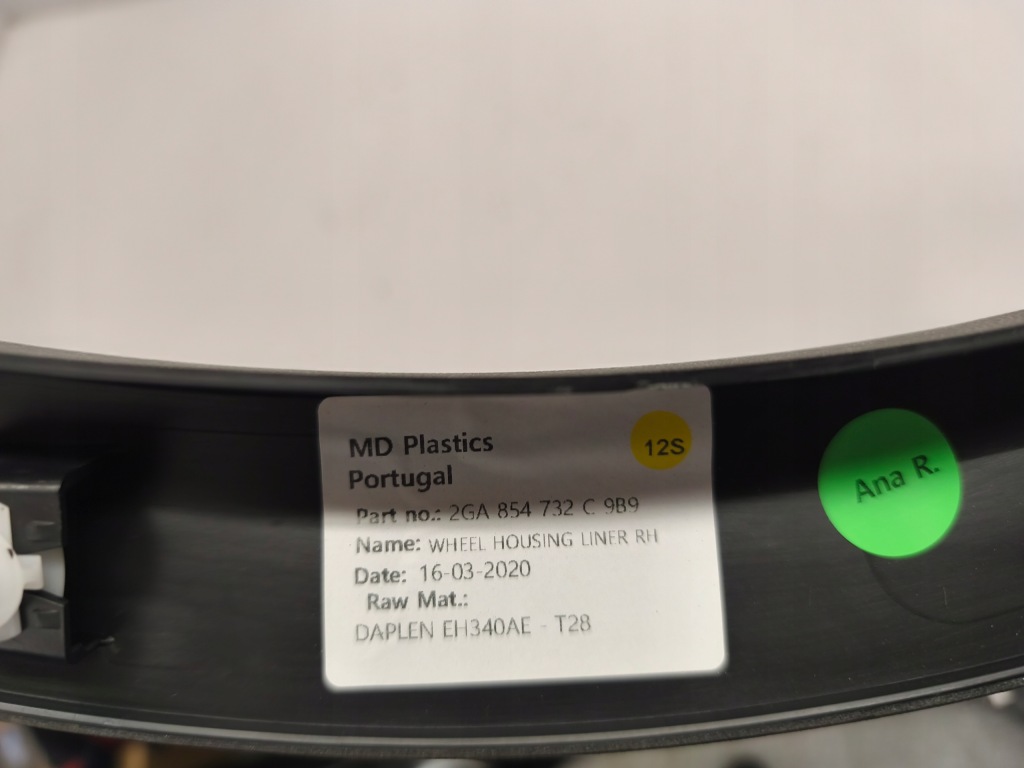 MD Plastics
Portugal
12S
Part no.: 2GA 854 732 C 9B9
Name: WHEEL HOUSING LINER RH
Date: 16-03-2020
Raw Mat.:
DAPLEN EH340AE - T28
Ana R.